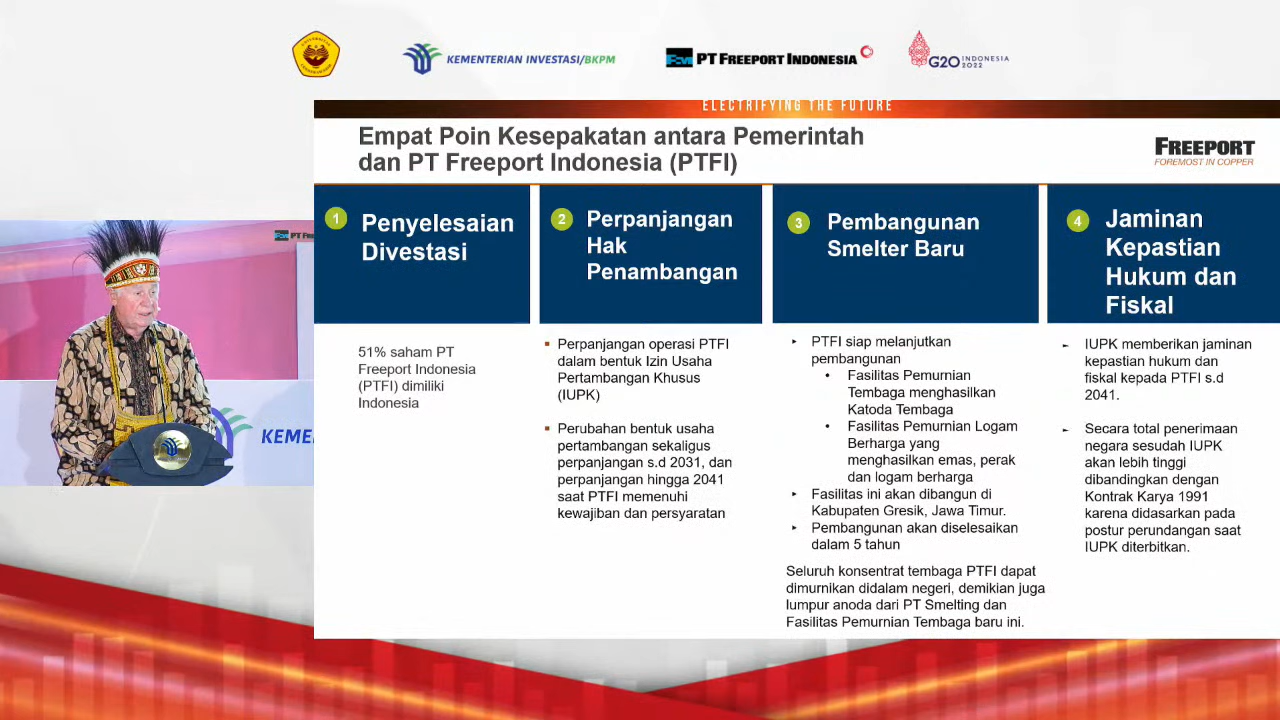 KEMENTERIAN INVESTASI/BKPM
PT FREEPORT INDONESIA
G20 INDONESIA
2022
ELECTRIFYING THE FUTURE
Empat Poin Kesepakatan antara Pemerintah
dan PT Freeport Indonesia (PTFI)
FREEPORT
FOREMOST IN COPPER
1
Penyelesaian
Divestasi
51% saham PT
Freeport Indonesia
(PTFI) dimiliki
Indonesia
2
Perpanjangan
Hak
Penambangan
Perpanjangan operasi PTFI
dalam bentuk Izin Usaha
Pertambangan Khusus
(IUPK)
Perubahan bentuk usaha
pertambangan sekaligus
perpanjangan s.d 2031, dan
perpanjangan hingga 2041
saat PTFI memenuhi
kewajiban dan persyaratan
3
Pembangunan
Smelter Baru
PTFI siap melanjutkan
pembangunan
Fasilitas Pemurnian
Tembaga menghasilkan
Katoda Tembaga
Fasilitas Pemurnian Logam
Berharga yang
menghasilkan emas, perak
dan logam berharga
Fasilitas ini akan dibangun di
Kabupaten Gresik, Jawa Timur.
Pembangunan akan diselesaikan
dalam 5 tahun
Seluruh konsentrat tembaga PTFI dapat
dimurnikan didalam negeri, demikian juga
lumpur anoda dari PT Smelting dan
Fasilitas Pemurnian Tembaga baru ini.
4
Jaminan
Kepastian
Hukum dan
Fiskal
IUPK memberikan jaminan
kepastian hukum dan
fiskal kepada PTFI s.d
2041.
Secara total penerimaan
negara sesudah IUPK
akan lebih tinggi
dibandingkan dengan
Kontrak Karya 1991
karena didasarkan pada
postur perundangan saat
IUPK diterbitkan.
PT F
KEME